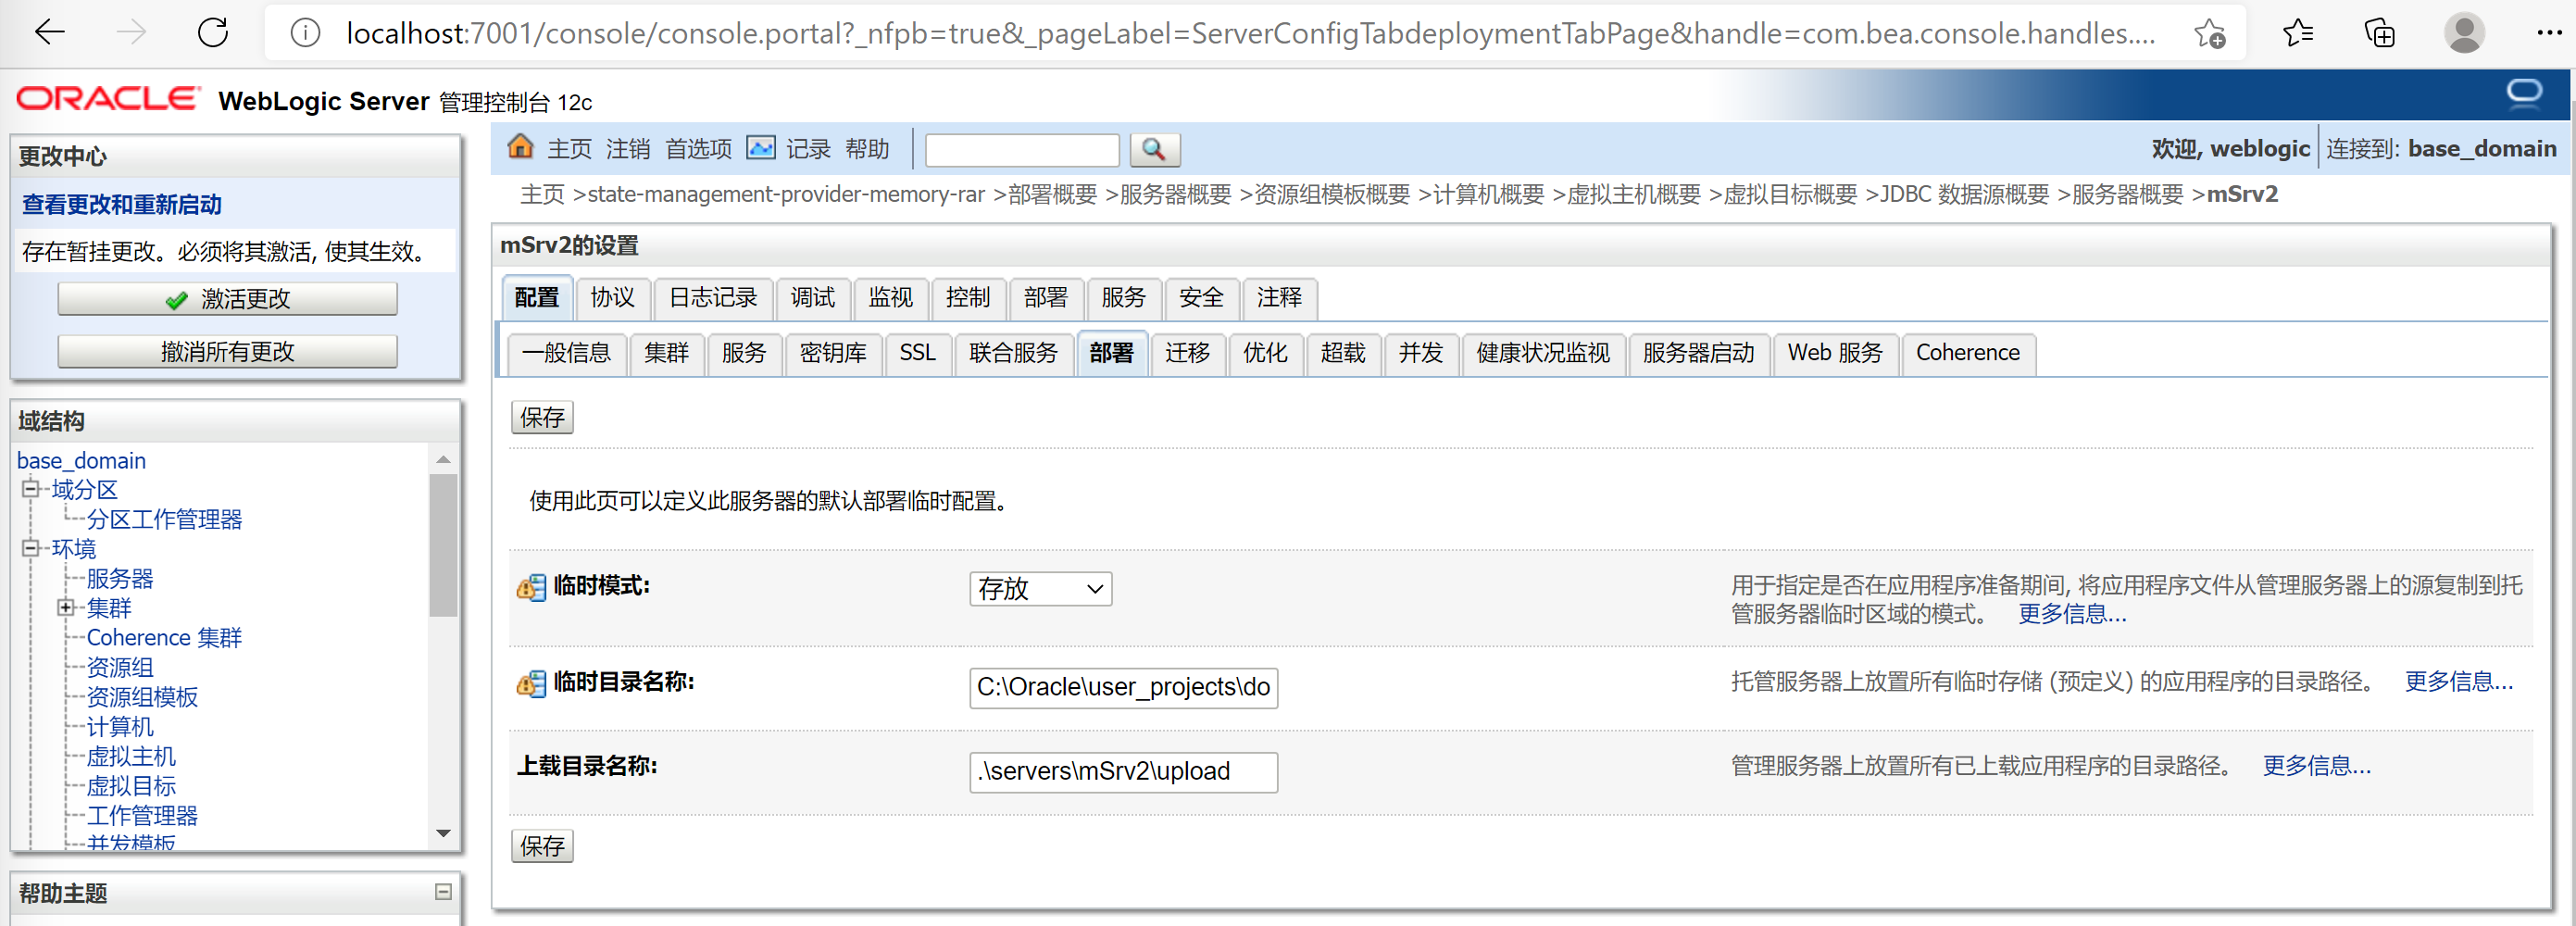 localhost:7001/console/console.portal?_nfpb=true&_pageLabel=ServerConfigTabdeploymentTabPage&handle=com.bea.console.handles....
ORACLE WebLogic Server 管理控制台 12c
更改中心
查看更改和重新启动
存在暂挂更改。必须将其激活, 使其生效。
激活更改
撤消所有更改
域结构
base_domain
域分区
分区工作管理器
环境
服务器
集群
Coherence 集群
资源组
资源组模板
计算机
虚拟主机
虚拟目标
工作管理器
并发模板
帮助主题
主页 注销 首选项 记录 帮助
欢迎, weblogic 连接到: base_domain
主页 >state-management-provider-memory-rar >部署概要 >服务器概要 >资源组模板概要 >计算机概要 >虚拟主机概要 >虚拟目标概要 >JDBC 数据源概要 >服务器概要 >mSrv2
mSrv2的设置
配置 协议 日志记录 调试 监视 控制 部署 服务 安全 注释
一般信息 集群 服务 密钥库 SSL 联合服务 部署 迁移 优化 超载 并发 健康状况监视 服务器启动 Web 服务 Coherence
保存
使用此页可以定义此服务器的默认部署临时配置。
临时模式: 存放
用于指定是否在应用程序准备期间, 将应用程序文件从管理服务器上的源复制到托
管服务器临时区域的模式。 更多信息...
临时目录名称: C:\Oracle\user_projects\do
托管服务器上放置所有临时存储 (预定义) 的应用程序的目录路径。 更多信息...
上载目录名称: .\servers\mSrv2\upload
管理服务器上放置所有已上载应用程序的目录路径。 更多信息...
保存